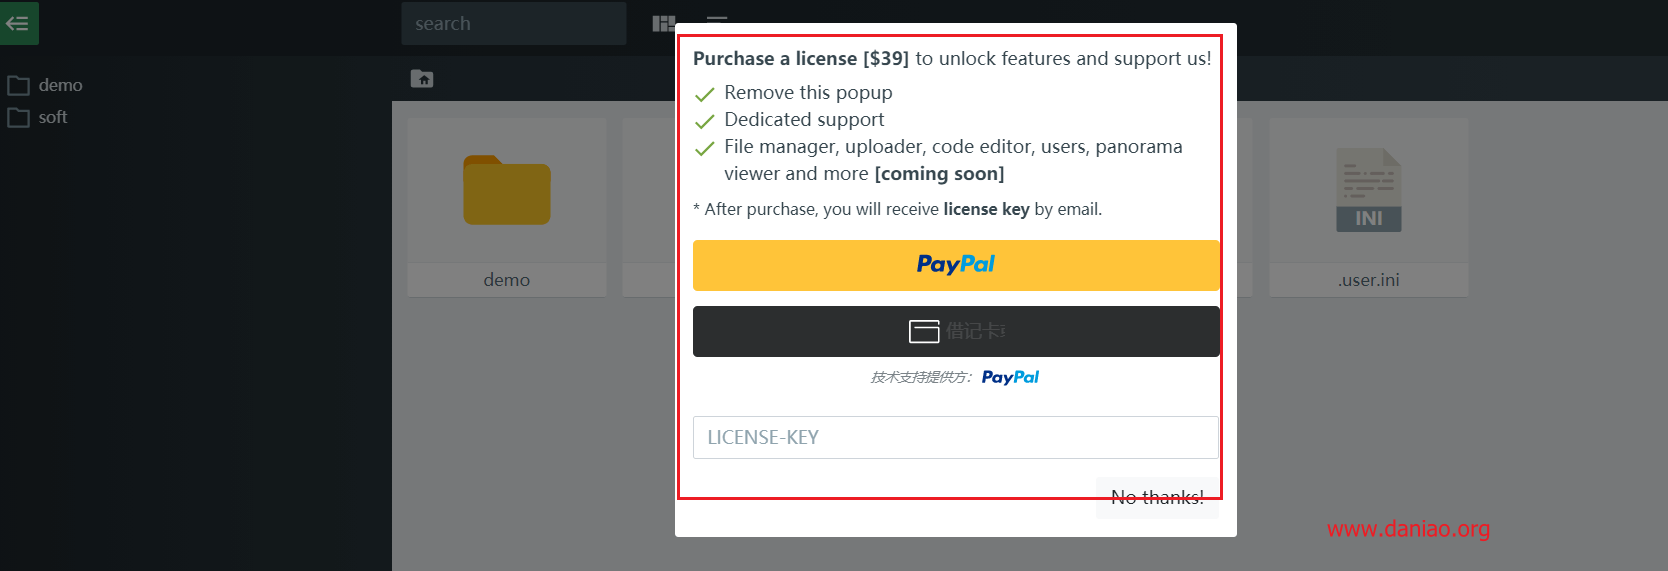 search
demo
soft
Purchase a license [$39] to unlock features and support us!
Remove this popup
Dedicated support
File manager, uploader, code editor, users, panorama
viewer and more [coming soon]
* After purchase, you will receive license key by email.
PayPal
借记卡
技术支持提供方： PayPal
LICENSE-KEY
No thanks!
demo
INI
.user.ini
www.daniao.org